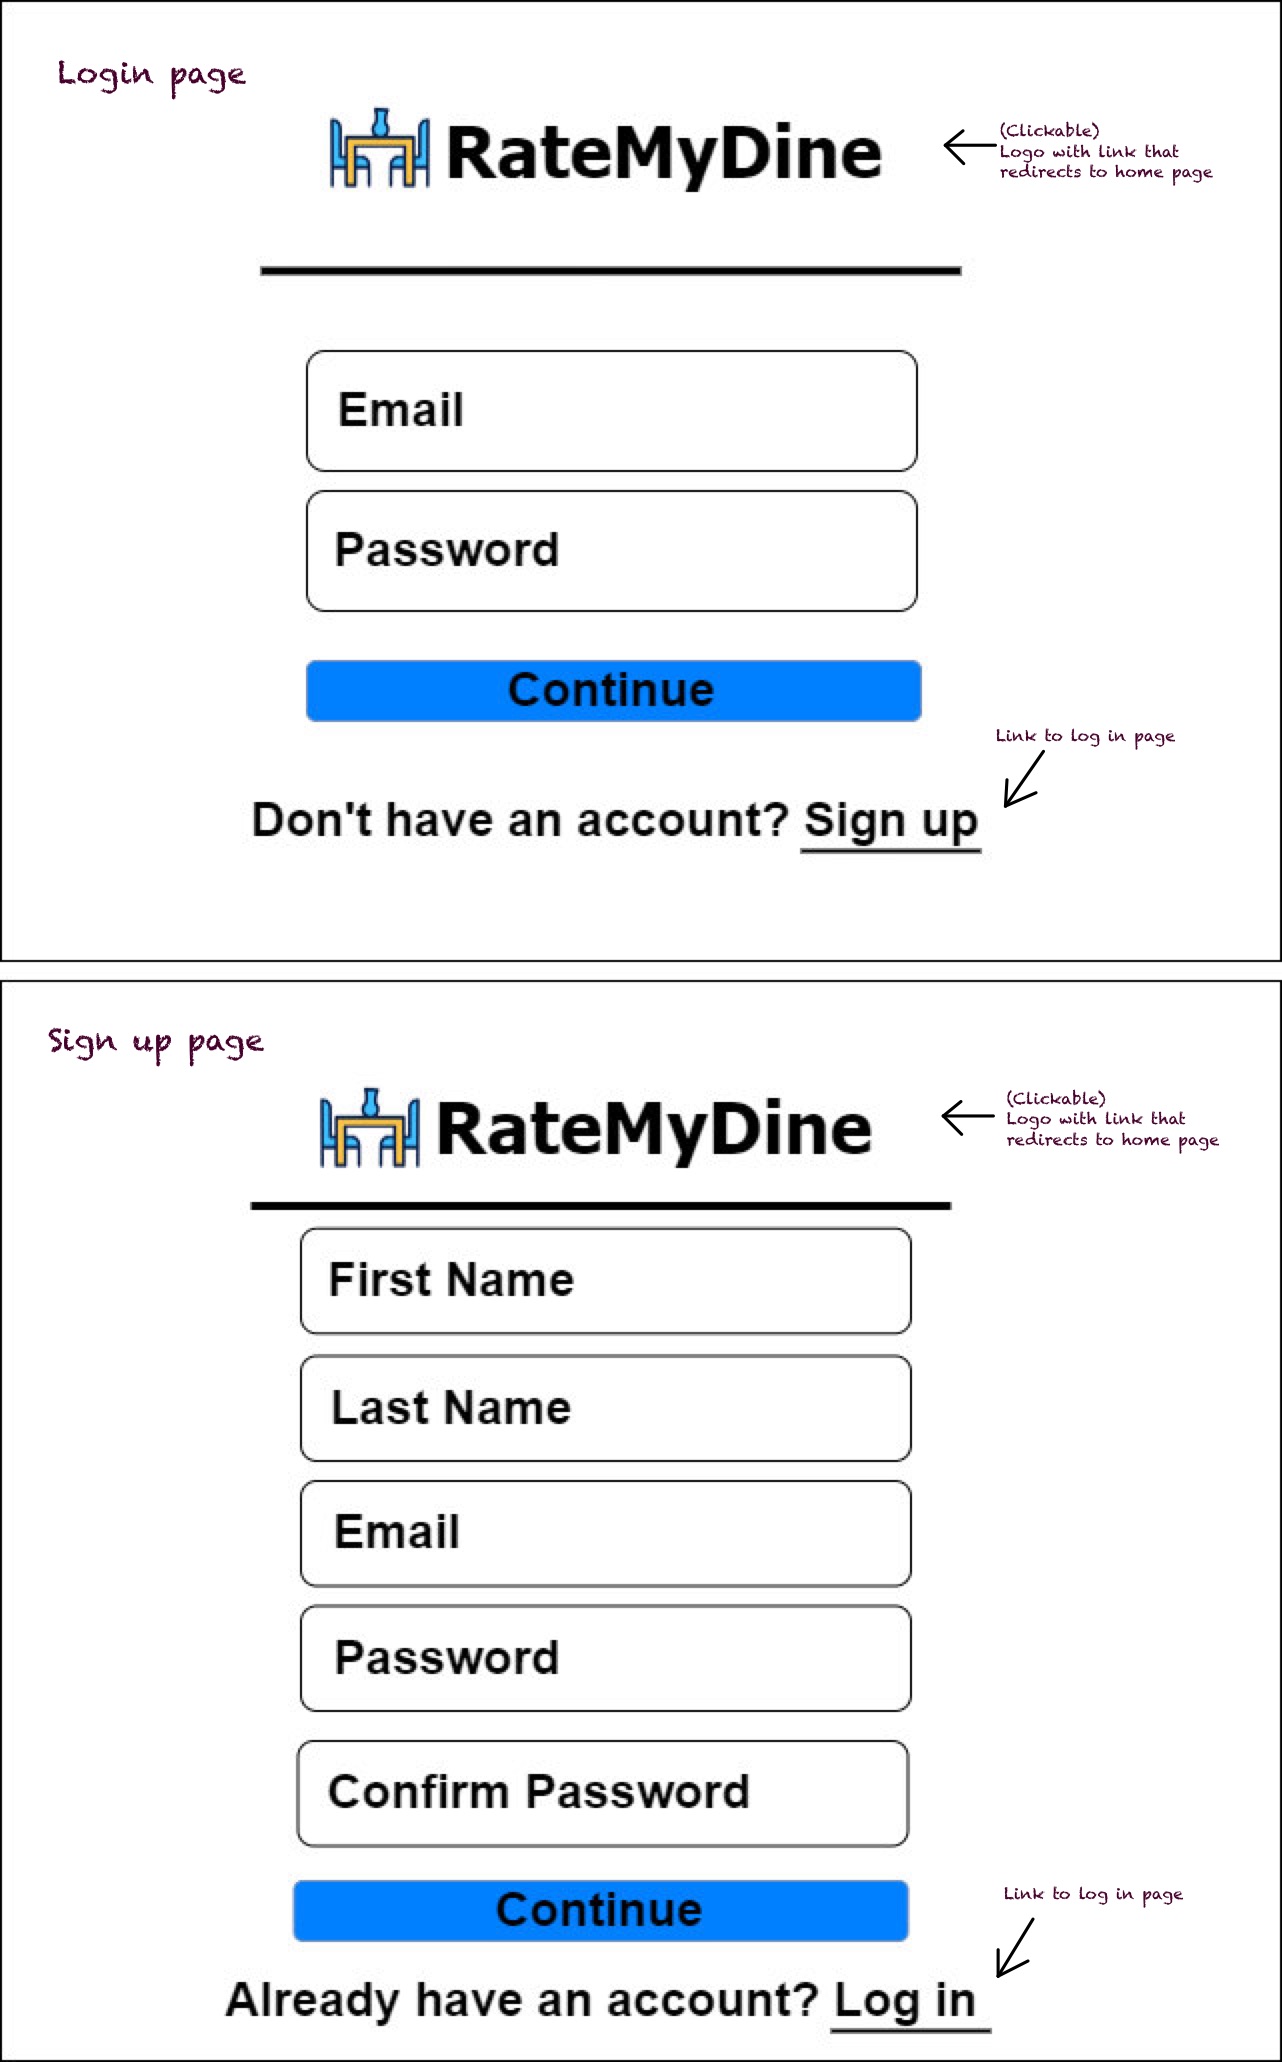 Login page
RateMyDine
(Clickable)
Logo with link that
redirects to home page
Email
Password
Continue
Link to log in page
Don't have an account? Sign up
Sign up page
RateMyDine
(Clickable)
Logo with link that
redirects to home page
First Name
Last Name
Email
Password
Confirm Password
Continue
Link to log in page
Already have an account? Log in